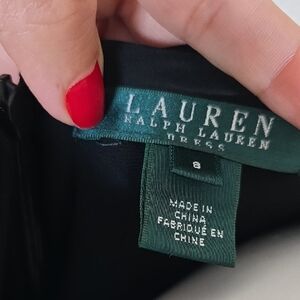 LAUREN
RALPH LAUREN
DRESS
8
MADE IN
CHINA
FABRIQUÉ EN
CHINE